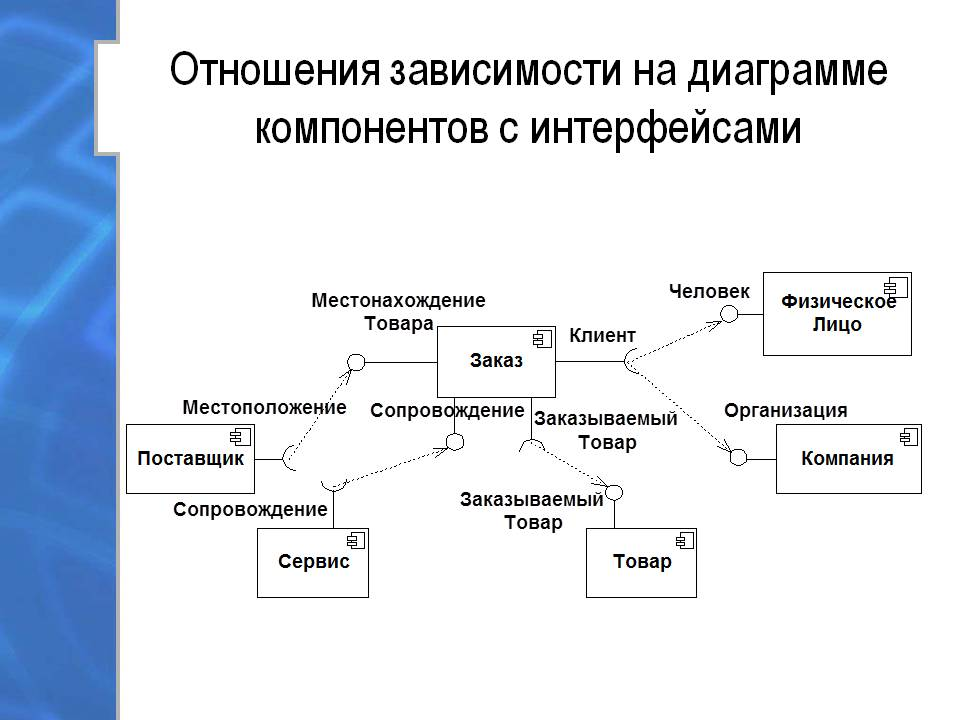 Отношения зависимости на диаграмме
компонентов с интерфейсами
Человек
Физическое
Лицо
Местонахождение
Товара
Клиент
Заказ
Местоположение
Сопровождение
Заказываемый
Товар
Организация
Поставщик
Компания
Сопровождение
Заказываемый
Товар
Сервис
Товар